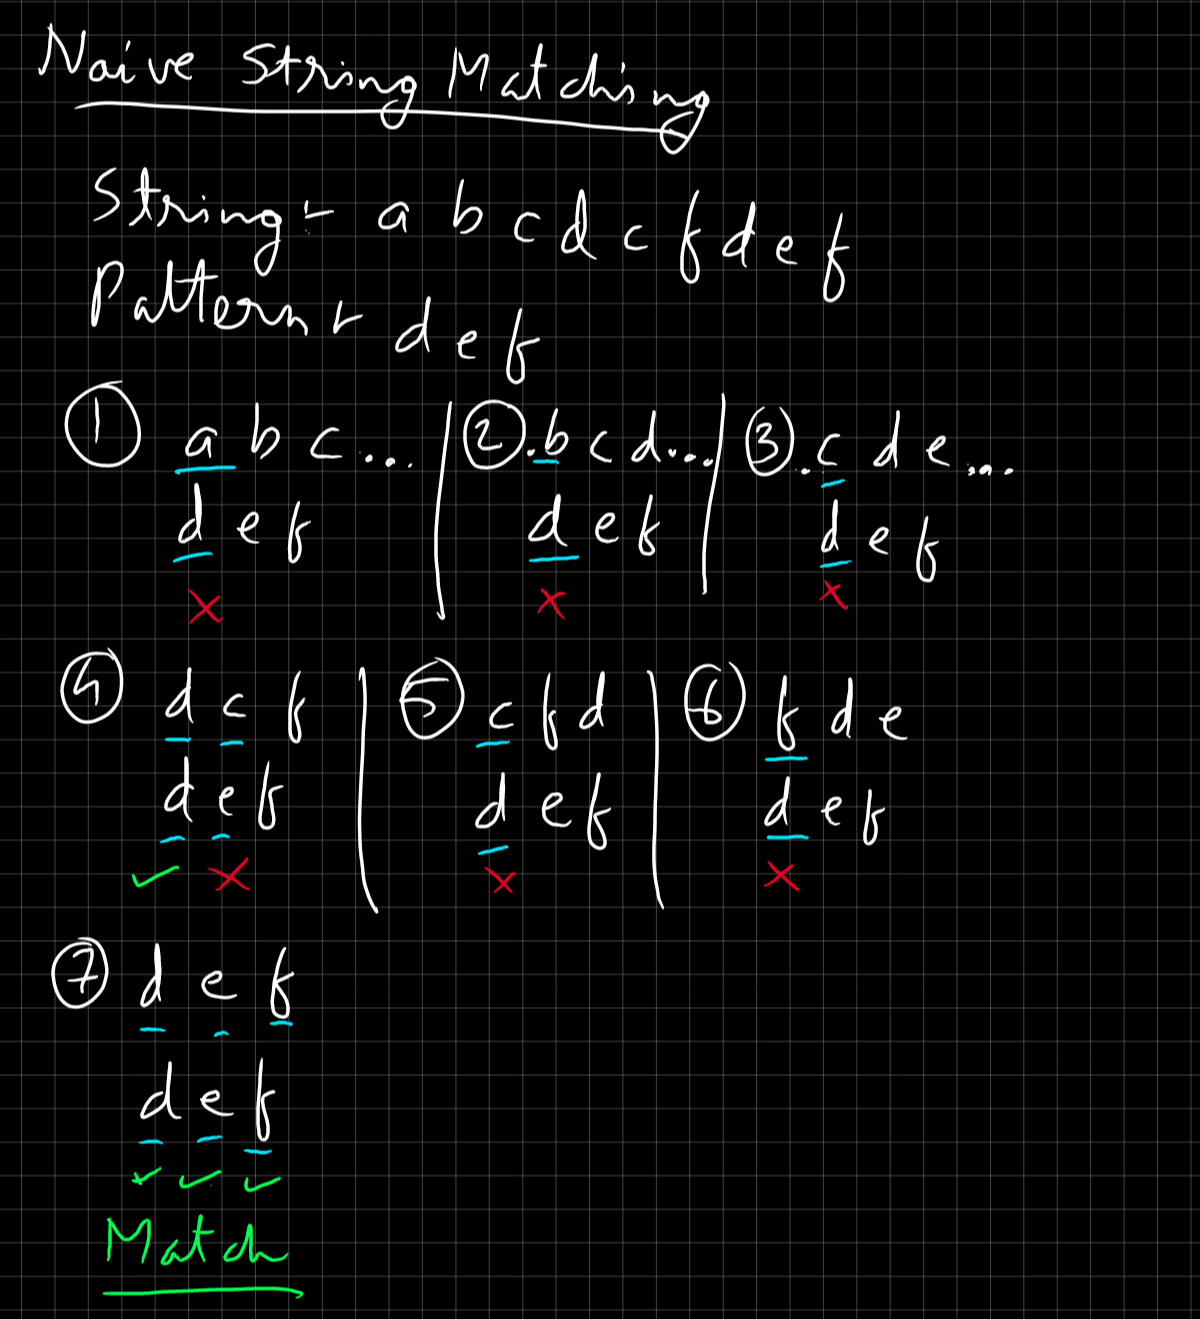 Naive String Matching
String:- a b c d c f d e f
Pattern:- d e f
① a b c ... | ②. b c d... | ③. c d e ...
d e f | d e f | d e f
x x x
④ d c f | ⑤ c f d | ⑥ f d e
d e f | d e f | d e f
✓ x x x
⑦ d e f
d e f
✓ ✓ ✓
Match